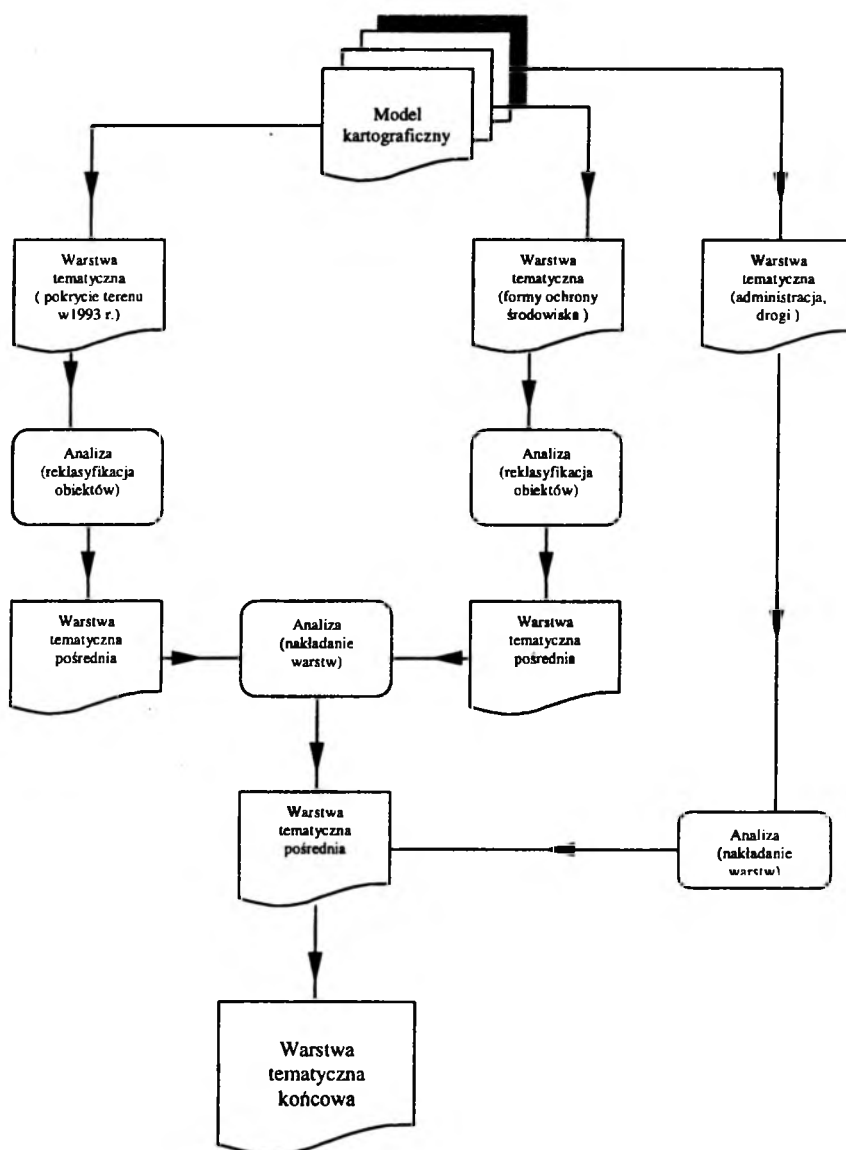 Model
kartograficzny
Warstwa
tematyczna
( pokrycie terenu
w1993 r.)
Warstwa
tematyczna
(formy ochrony
środowiska )
Warstwa
tematyczna
(administracja,
drogi )
Analiza
(reklasyfikacja
obiektów)
Analiza
(reklasyfikacja
obiektów)
Warstwa
tematyczna
pośrednia
Analiza
(nakładanie
warstw)
Warstwa
tematyczna
pośrednia
Warstwa
tematyczna
pośrednia
Analiza
(nakładanie
warstw)
Warstwa
tematyczna
końcowa